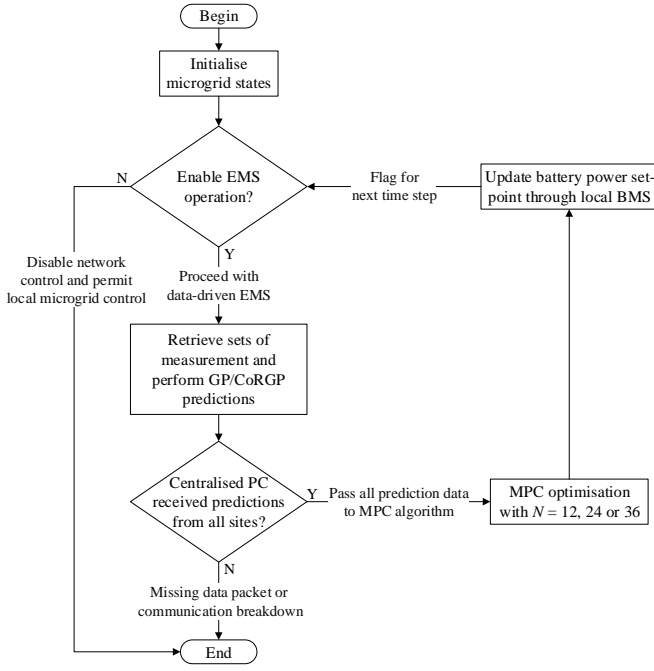 Begin
Initialise
microgrid states
Enable EMS
operation?
N
Y
Flag for
next time step
Update battery power set-
point through local BMS
Disable network
control and permit
local microgrid control
Proceed with
data-driven EMS
Retrieve sets of
measurement and
perform GP/CoRGP
predictions
Centralised PC
received predictions
from all sites?
Y
Pass all prediction data
to MPC algorithm
MPC optimisation
with N = 12, 24 or 36
N
Missing data packet or
communication breakdown
End